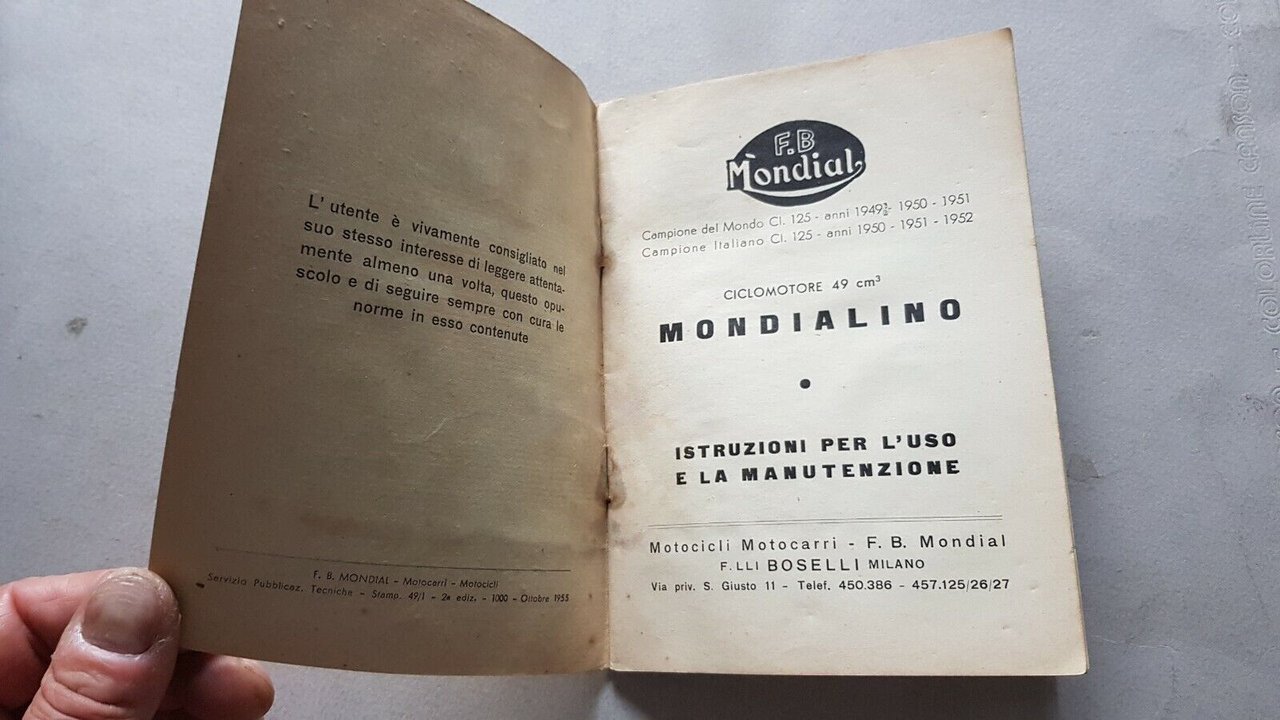 L'utente è vivamente consigliato nel
suo stesso interesse di leggere attenta-
mente almeno una volta, questo opu-
scolo e di seguire sempre con cura le
norme in esso contenute
F. B. MONDIAL - Motocarri - Motocicli
Servizio Pubblicaz. Tecniche - Stamp. 49/1 - 2a ediz. - 1000 - Ottobre 1955
F.B
Mondial
Campione del Mondo Cl. 125 - anni 1949 - 1950 - 1951
Campione Italiano Cl. 125 - anni 1950 - 1951 - 1952
CICLOMOTORE 49 cm³
MONDIALINO
ISTRUZIONI PER L'USO
E LA MANUTENZIONE
Motocicli Motocarri - F. B. Mondial
F.LLI BOSELLI MILANO
Via priv. S. Giusto 11 - Telef. 450.386 - 457.125/26/27
COLORLINE CANSON